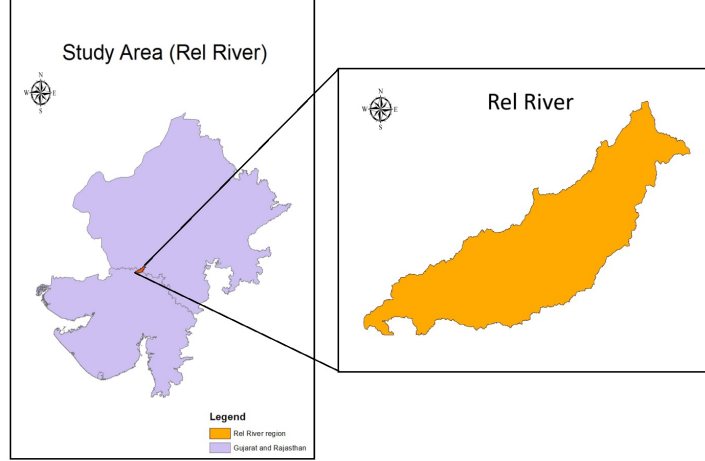 Study Area (Rel River)
N
W
E
S
Legend
Rel River region
Gujarat and Rajasthan
Rel River
N
W
E
S